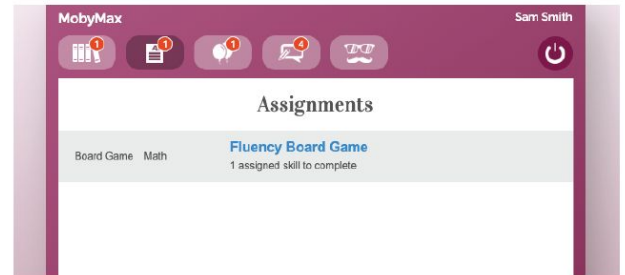 MobyMax
Sam Smith
1
1
1
4
Assignments
Board Game Math
Fluency Board Game
1 assigned skill to complete